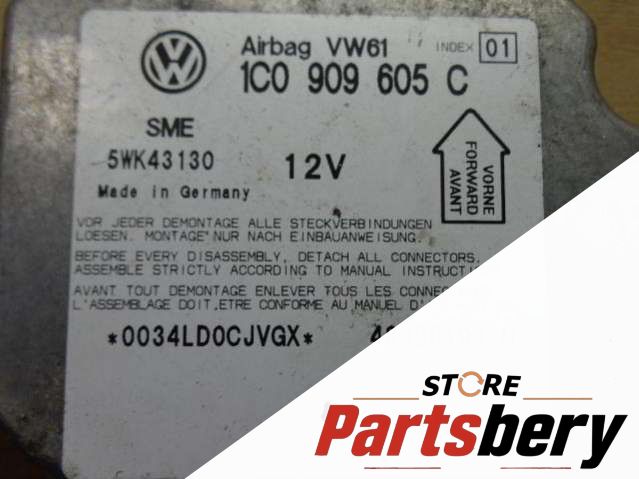 Airbag VW61 INDEX 01
1C0 909 605 C
SME
5WK43130 12V
Made in Germany
VORNE
FORWARD
AVANT
VOR JEDER DEMONTAGE ALLE STECKVERBINDUNGEN
LOESEN. MONTAGE NUR NACH EINBAUANWEISUNG.
BEFORE EVERY DISASSEMBLY, DETACH ALL CONNECTORS.
ASSEMBLE STRICTLY ACCORDING TO MANUAL
AVANT TOUT DEMONTAGE ENLEVER TOUS LES
L'ASSEMBLAGE DOIT,ETRE CONFORME AU MANUEL
*0034LD0CJVGX*
STORE
Partsbery